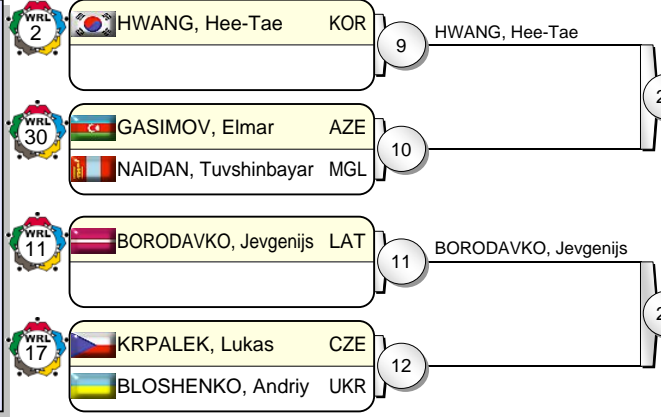 WRL
2
HWANG, Hee-Tae KOR
9
HWANG, Hee-Tae
WRL
30
GASIMOV, Elmar AZE
NAIDAN, Tuvshinbayar MGL
10
WRL
11
BORODAVKO, Jevgenijs LAT
11
BORODAVKO, Jevgenijs
WRL
17
KRPALEK, Lukas CZE
BLOSHENKO, Andriy UKR
12